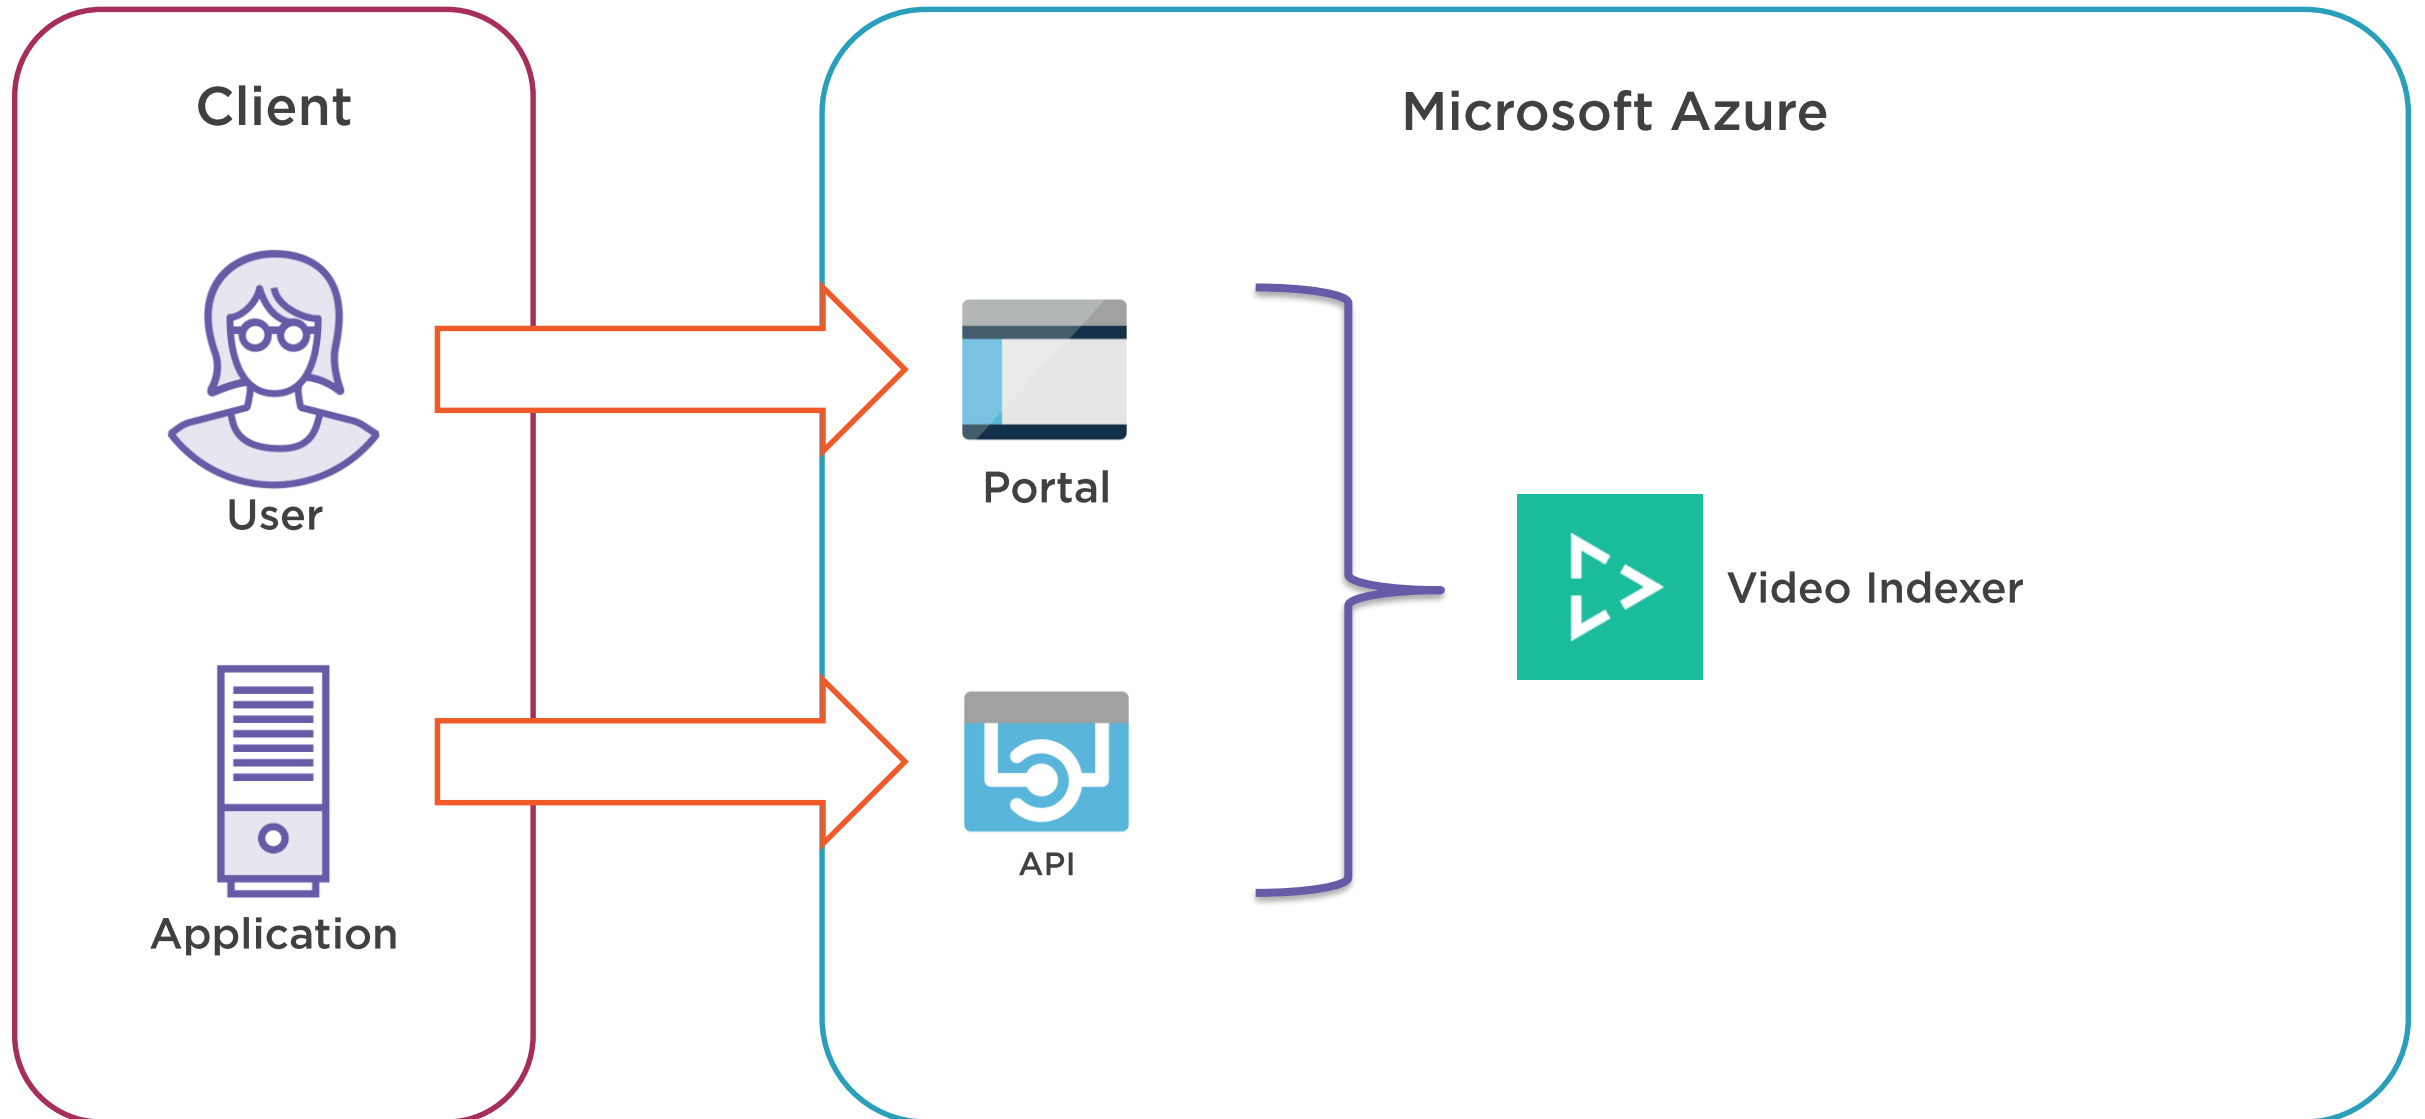 Client
Microsoft Azure
User
Portal
Video Indexer
API
Application